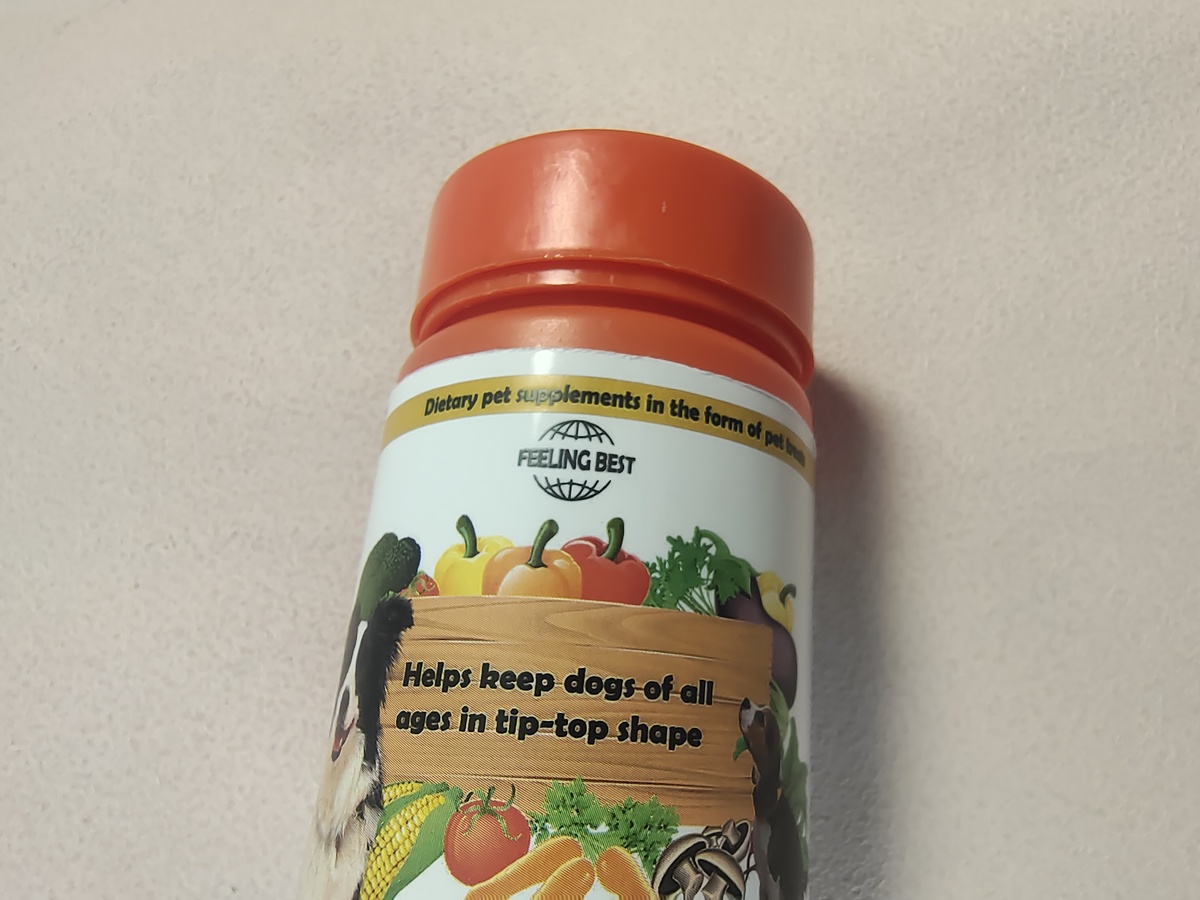 Dietary pet supplements in the form of pet treats
FEELING BEST
Helps keep dogs of all
ages in tip-top shape